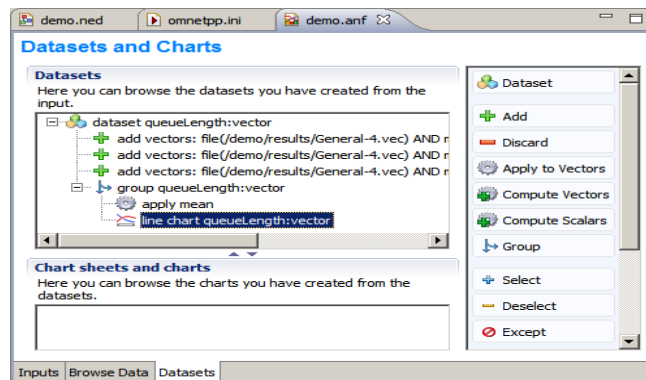 demo.ned omnetpp.ini demo.anf
Datasets and Charts
Datasets
Here you can browse the datasets you have created from the
input.
dataset queueLength:vector
add vectors: file(/demo/results/General-4.vec) AND
add vectors: file(/demo/results/General-4.vec) AND
add vectors: file(/demo/results/General-4.vec) AND
group queueLength:vector
apply mean
line chart queueLength:vector
Chart sheets and charts
Here you can browse the charts you have created from the
datasets.
Dataset
Add
Discard
Apply to Vectors
Compute Vectors
Compute Scalars
Group
Select
Deselect
Except
Inputs Browse Data Datasets